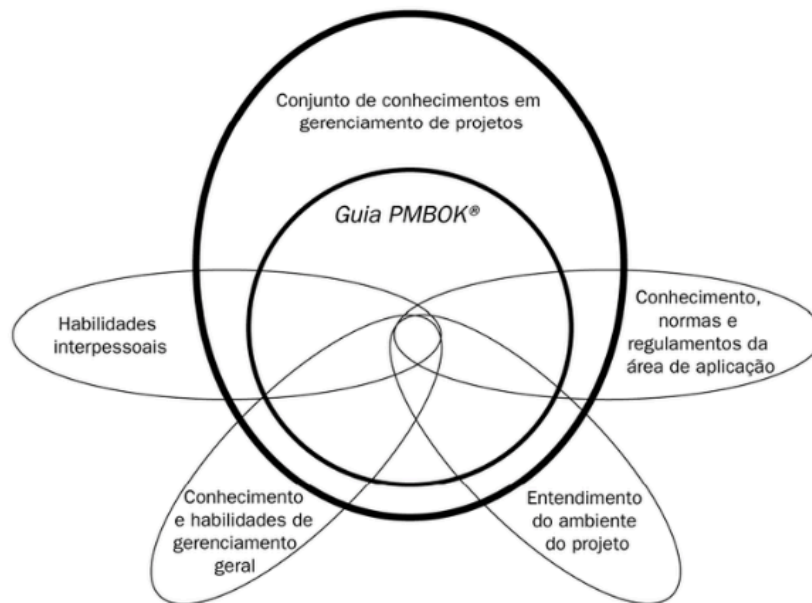 Conjunto de conhecimentos em
gerenciamento de projetos
Guia PMBOK®
Habilidades
interpessoais
Conhecimento,
normas e
regulamentos da
área de aplicação
Conhecimento
e habilidades de
gerenciamento
geral
Entendimento
do ambiente
do projeto